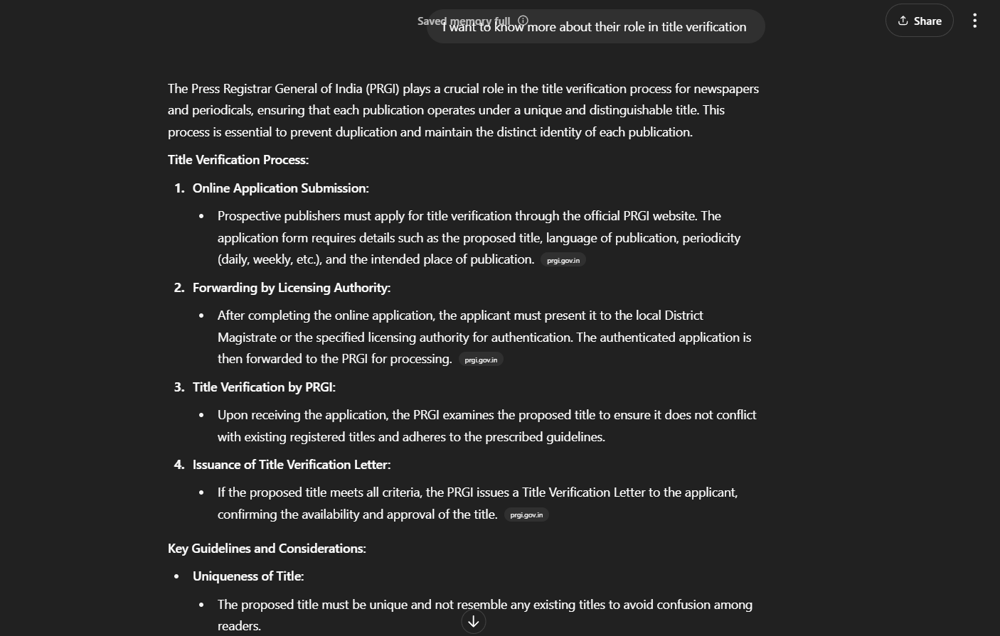 Saved memory full
I want to know more about their role in title verification
Share
The Press Registrar General of India (PRGI) plays a crucial role in the title verification process for newspapers
and periodicals, ensuring that each publication operates under a unique and distinguishable title. This
process is essential to prevent duplication and maintain the distinct identity of each publication.
Title Verification Process:
1. Online Application Submission:
• Prospective publishers must apply for title verification through the official PRGI website. The
application form requires details such as the proposed title, language of publication, periodicity
(daily, weekly, etc.), and the intended place of publication. prgi.gov.in
2. Forwarding by Licensing Authority:
• After completing the online application, the applicant must present it to the local District
Magistrate or the specified licensing authority for authentication. The authenticated application is
then forwarded to the PRGI for processing. prgi.gov.in
3. Title Verification by PRGI:
• Upon receiving the application, the PRGI examines the proposed title to ensure it does not conflict
with existing registered titles and adheres to the prescribed guidelines.
4. Issuance of Title Verification Letter:
• If the proposed title meets all criteria, the PRGI issues a Title Verification Letter to the applicant,
confirming the availability and approval of the title. prgi.gov.in
Key Guidelines and Considerations:
• Uniqueness of Title:
• The proposed title must be unique and not resemble any existing titles to avoid confusion among
readers.